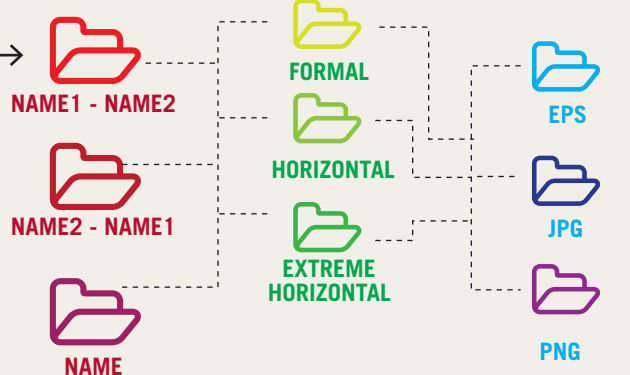 NAME1 - NAME2
NAME2 - NAME1
NAME
FORMAL
HORIZONTAL
EXTREME
HORIZONTAL
EPS
JPG
PNG